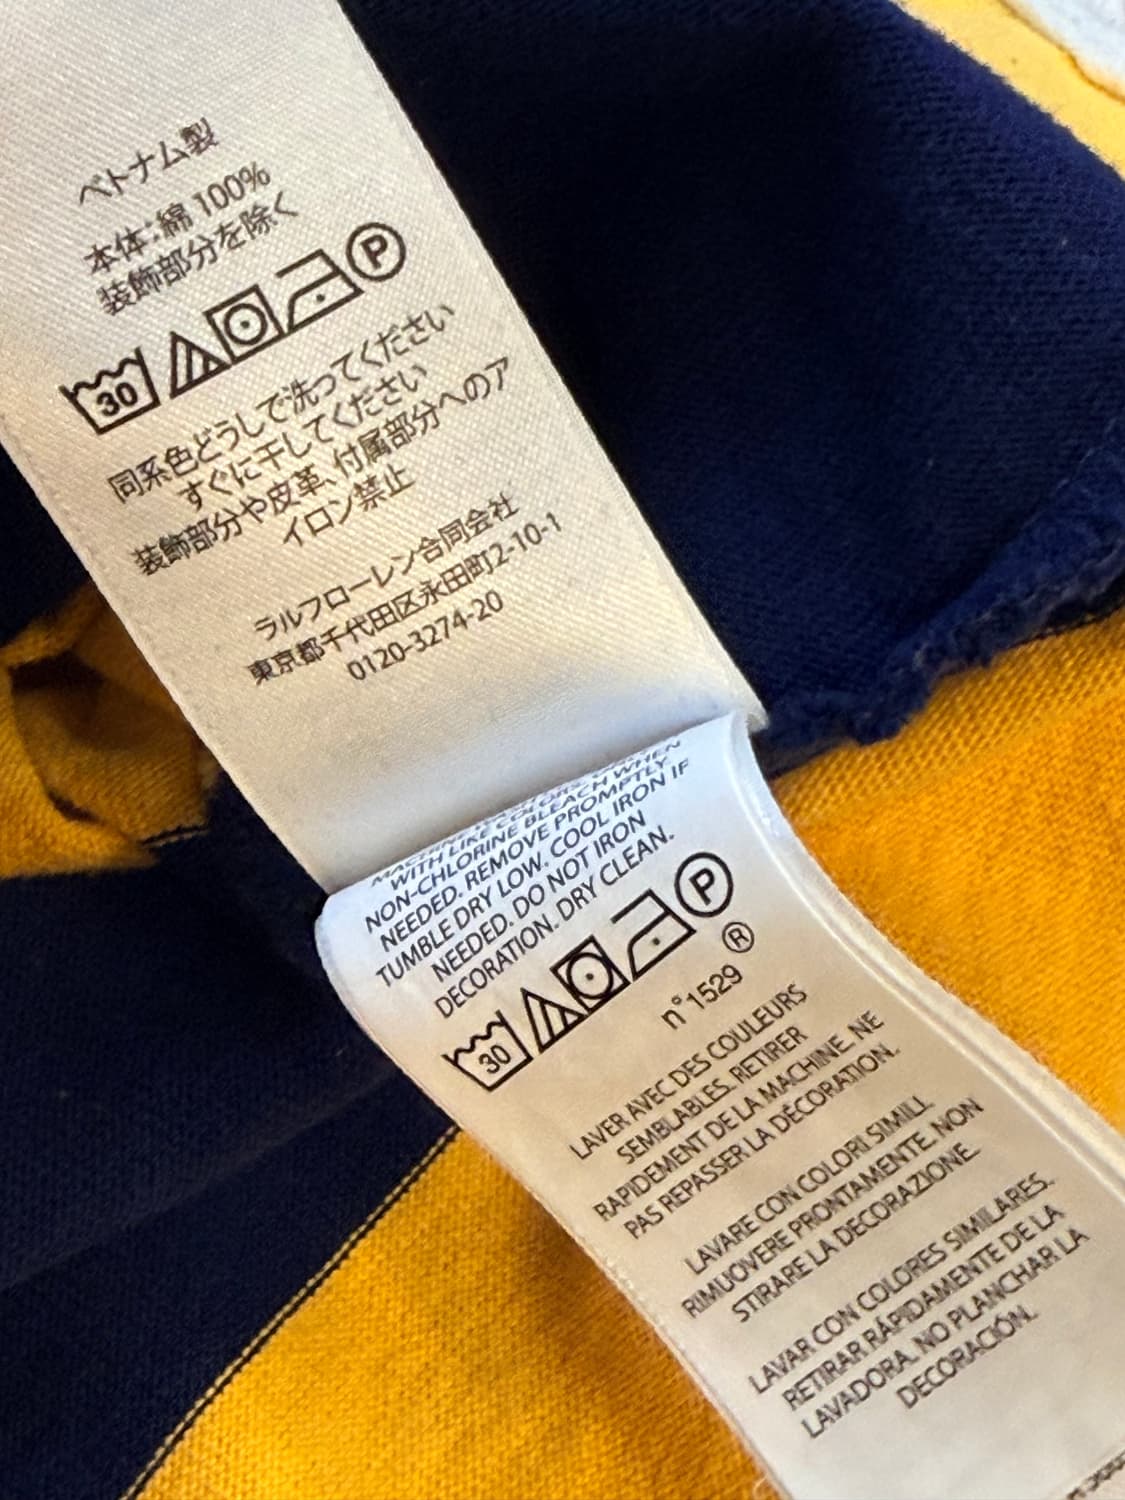 ベトナム製
本体:綿 100%
装飾部分を除く
30
P
同系色どうしで洗ってください
すぐに干してください
装飾部分や皮革、付属部分へのア
イロン禁止
ラルフローレン合同会社
東京都千代田区永田町2-10-1
0120-3274-20
WITH LIKE COLORS.
NON-CHLORINE BLEACH WHEN
NEEDED. REMOVE PROMPTLY.
TUMBLE DRY LOW. COOL IRON IF
NEEDED. DO NOT IRON
DECORATION. DRY CLEAN.
30
P
®
n°1529
LAVER AVEC DES COULEURS
SEMBLABLES. RETIRER
RAPIDEMENT DE LA MACHINE. NE
PAS REPASSER LA DÉCORATION.
LAVARE CON COLORI SIMILI.
RIMUOVERE PRONTAMENTE. NON
STIRARE LA DECORAZIONE.
LAVAR CON COLORES SIMILARES.
RETIRAR RÁPIDAMENTE DE LA
LAVADORA. NO PLANCHAR LA
DECORACIÓN.